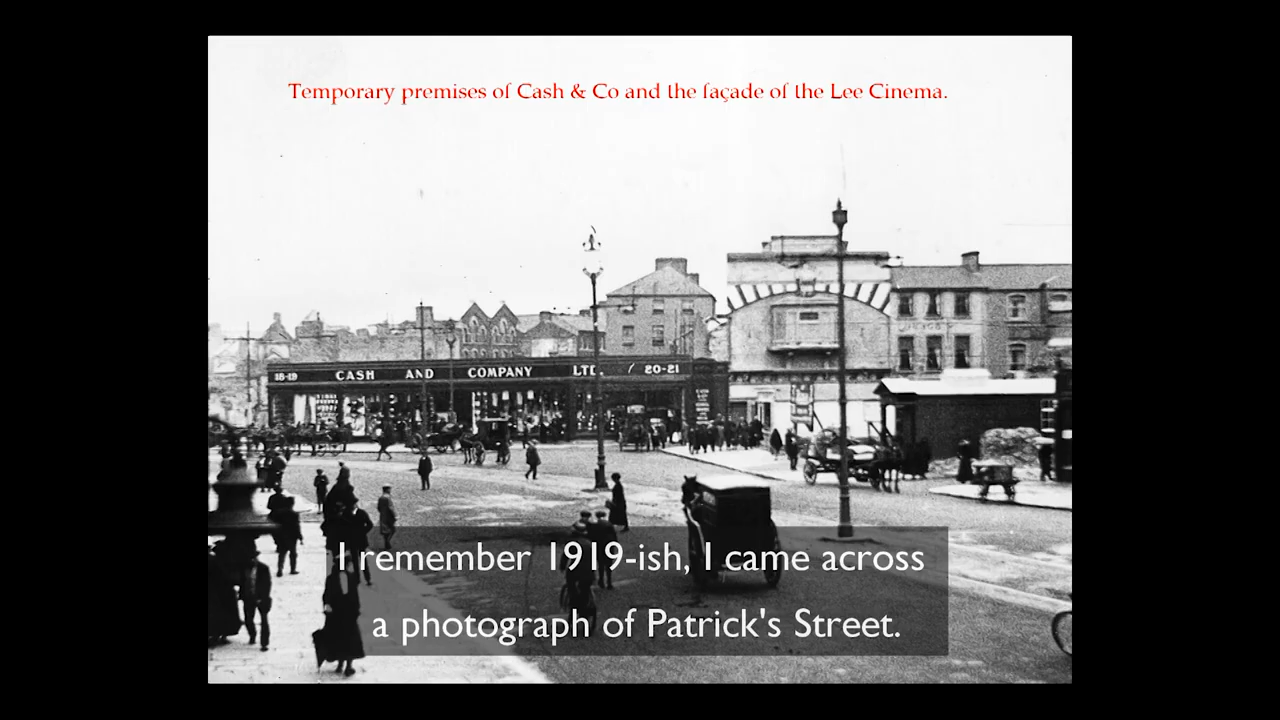 Temporary premises of Cash & Co and the façade of the Lee Cinema.
18-19 CASH AND COMPANY LTD. 20-21
I remember 1919-ish, I came across
a photograph of Patrick's Street.